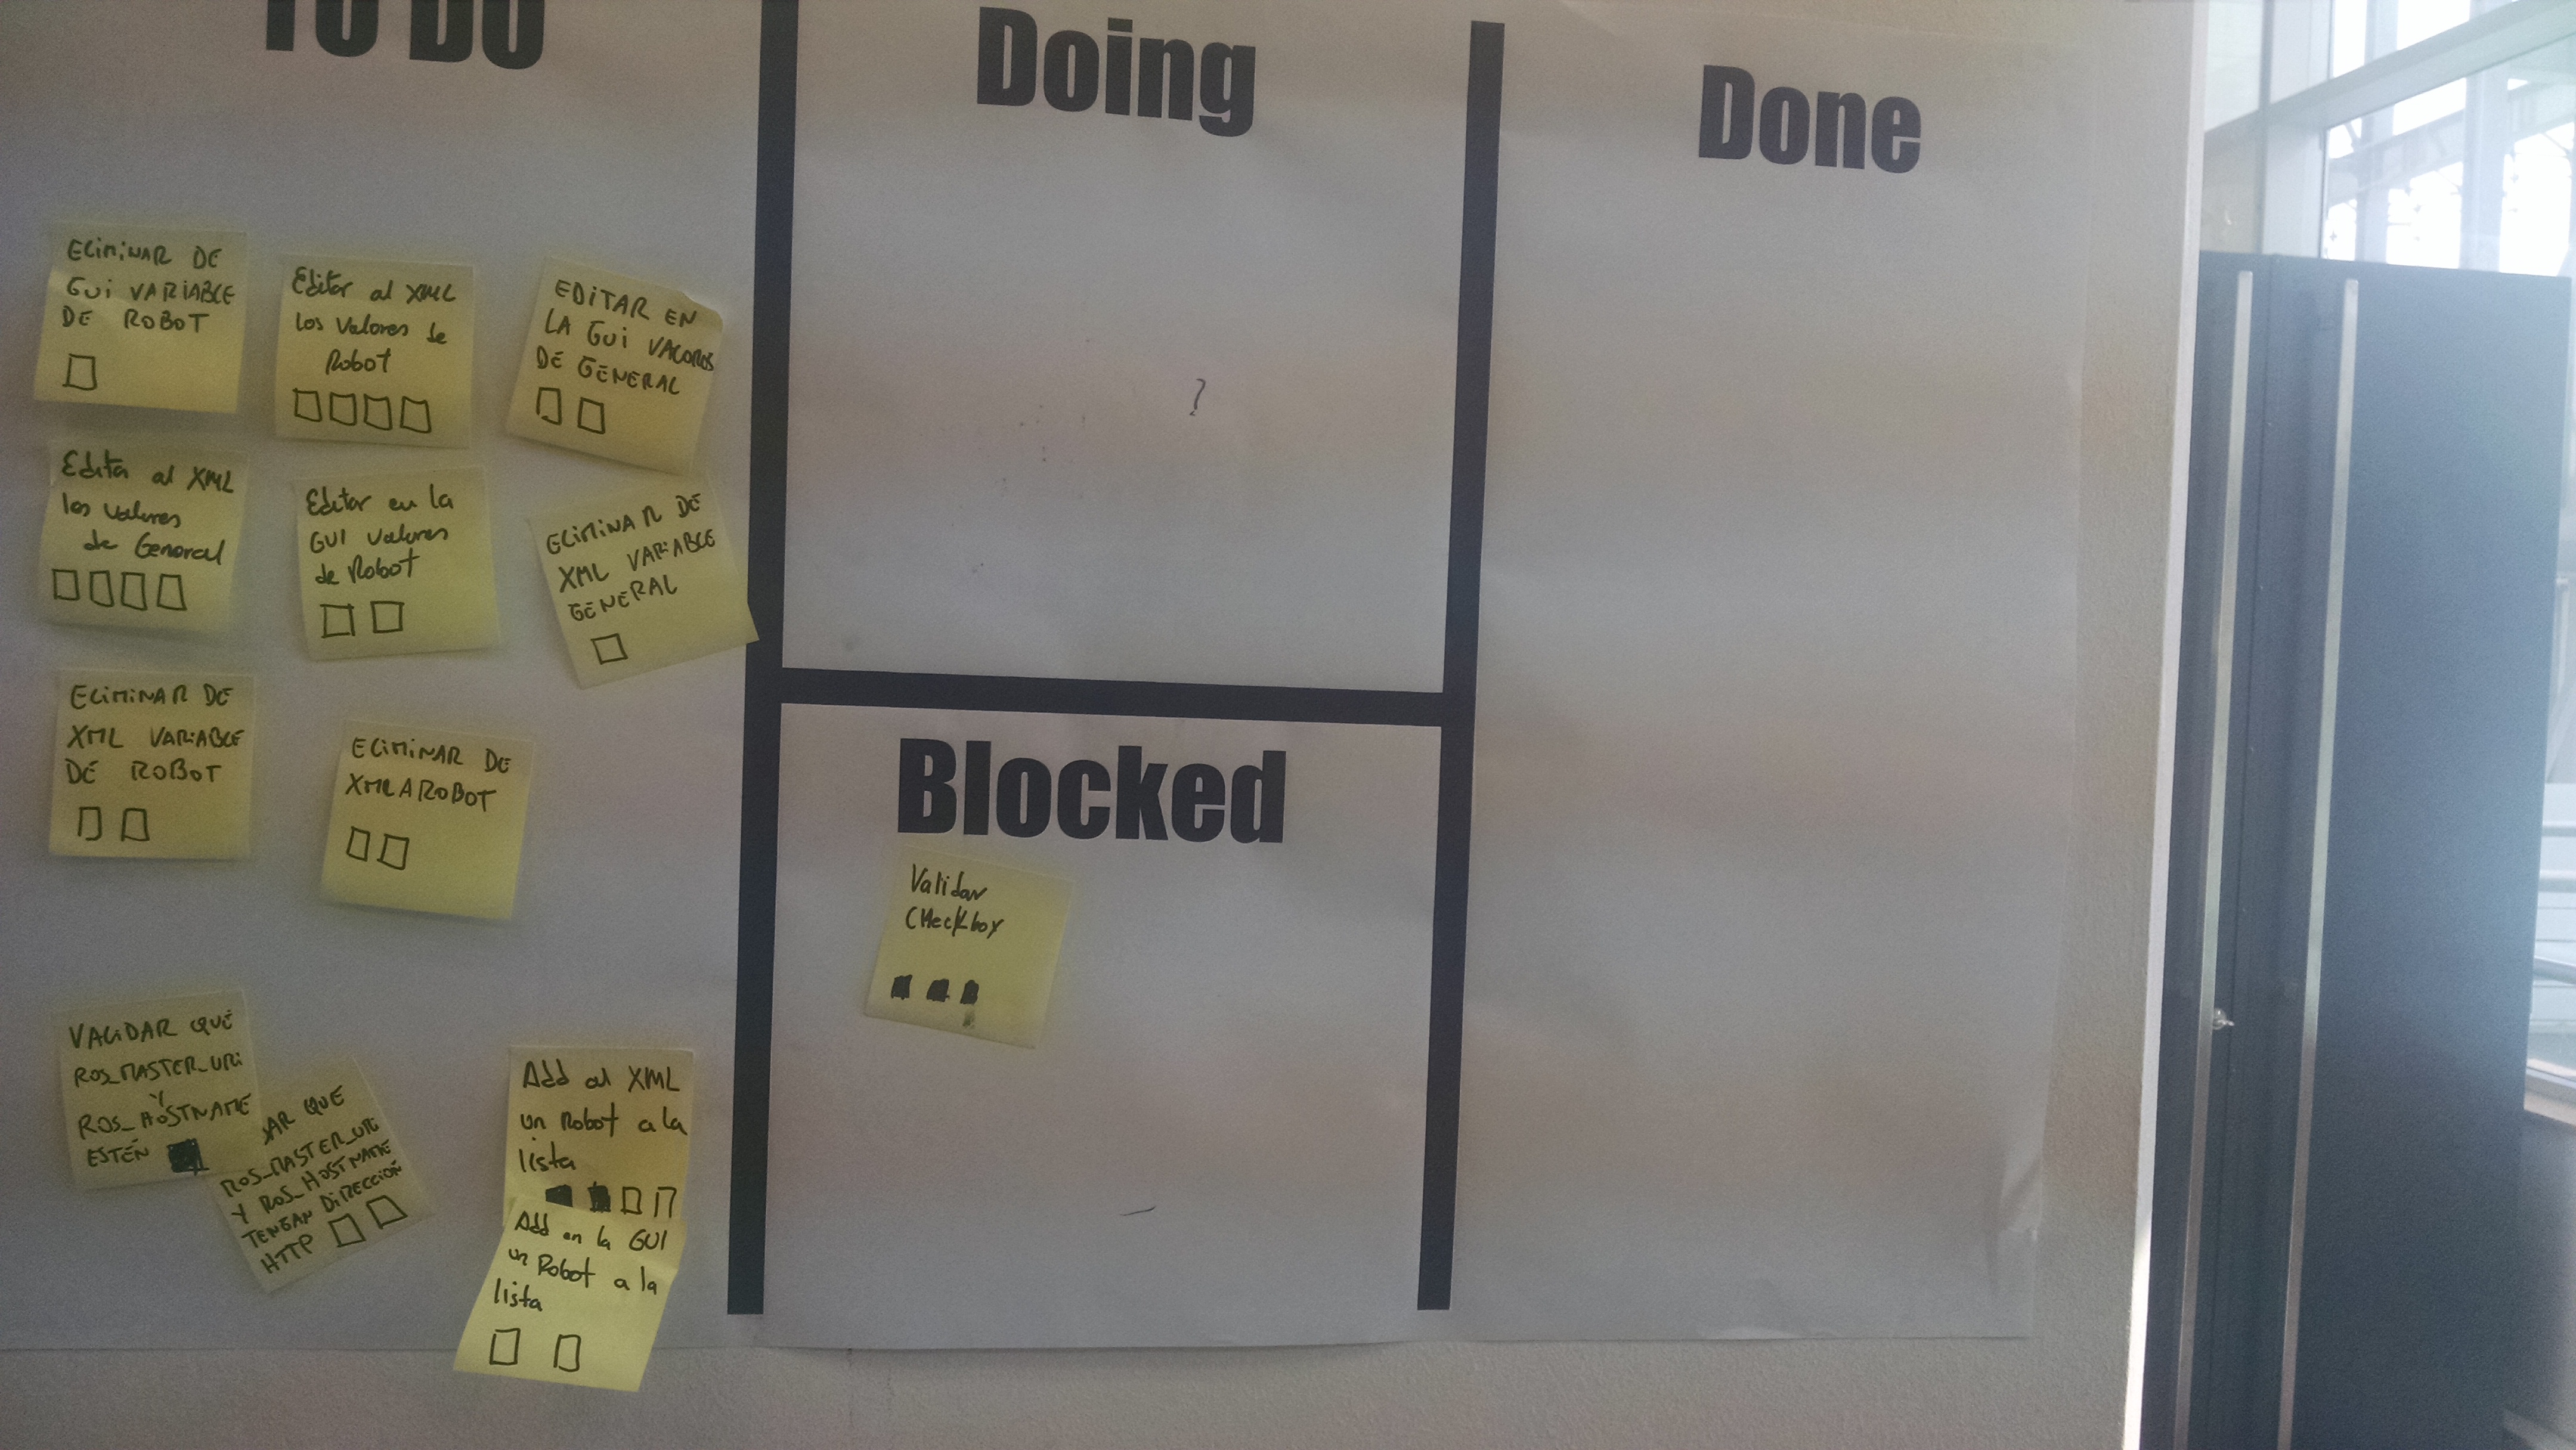 TO DO
Doing
Done
ELIMINAR DE
GUI VARIABLE
DE ROBOT
Editar al XML
los valores de
Robot
EDITAR EN
LA GUI VALORES
DE GENERAL
Editar al XML
los valores
de General
Editar en la
GUI valores
de Robot
ELIMINAR DE
XML VARIABLE
GENERAL
ELIMINAR DE
XML VARIABLE
DE ROBOT
ELIMINAR DE
XML A ROBOT
Blocked
Validar
CHeckbox
VALIDAR QUE
ROS_MASTER_URI
Y
ROS_HOSTNAME
ESTÉN
AR QUE
ROS_MASTER_URI
Y ROS_HOSTNAME
TENGAN DIRECCIÓN
HTTP
Add al XML
un Robot a la
lista
Add en la GUI
un Robot a la
lista